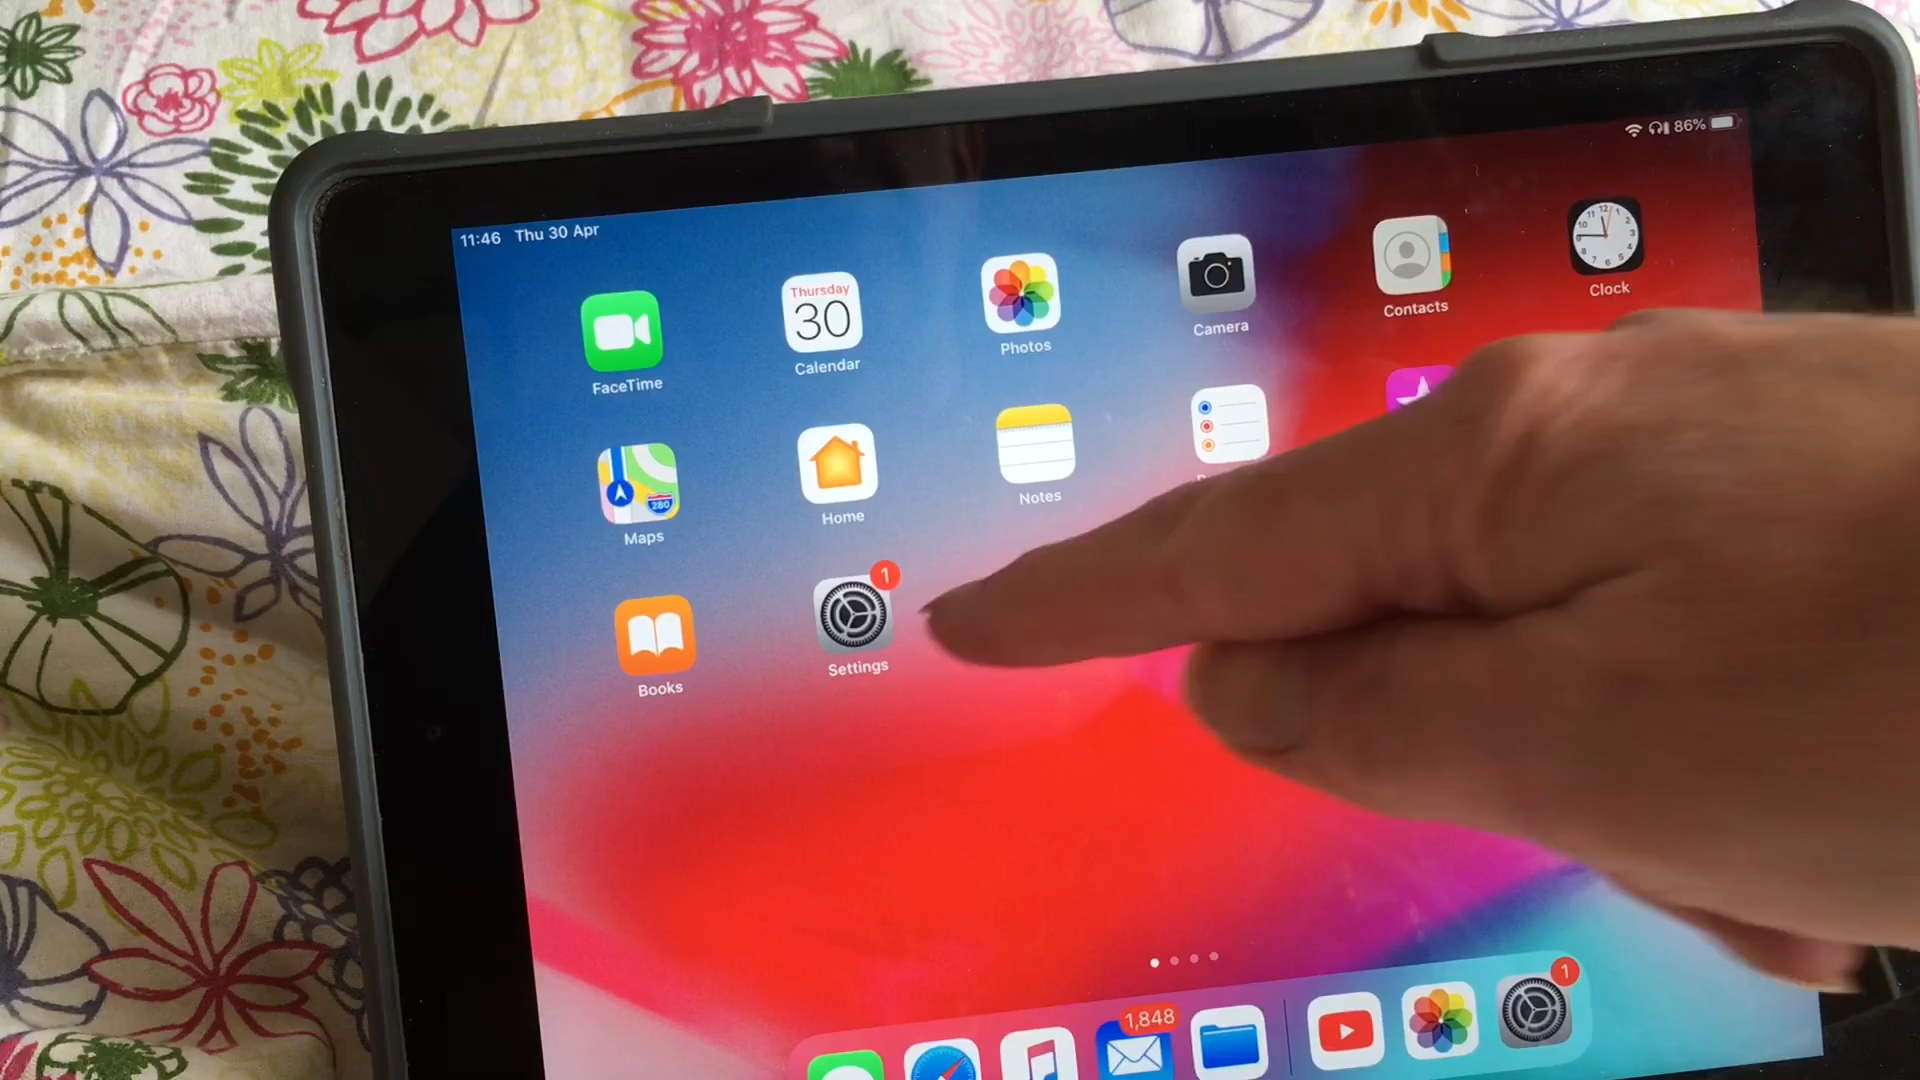 11:46 Thu 30 Apr
86%
FaceTime
Thursday
30
Calendar
Photos
Camera
Contacts
Clock
280
Maps
Home
Notes
1
Books
Settings
1,848
1